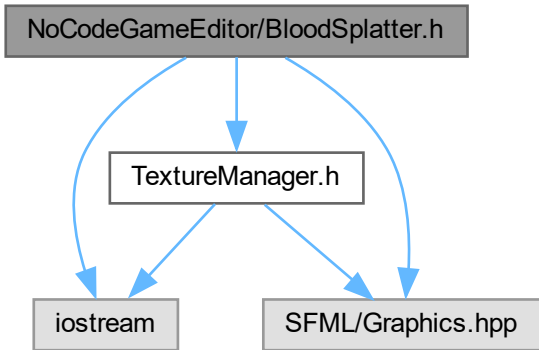 NoCodeGameEditor/BloodSplatter.h
TextureManager.h
iostream
SFML/Graphics.hpp